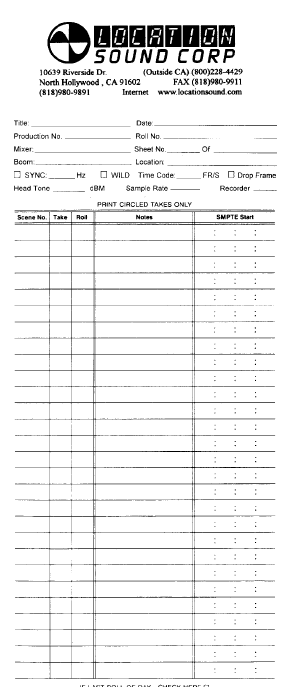 LOCATION
SOUND CORP
10639 Riverside Dr. (Outside CA) (800)228-4429
North Hollywood , CA 91602 FAX (818)980-9911
(818)980-9891 Internet www.locationsound.com
Title: Date:
Production No. Roll No.
Mixer: Sheet No. Of
Boom: Location:
☐ SYNC: Hz ☐ WILD Time Code: FR/S ☐ Drop Frame
Head Tone dBM Sample Rate Recorder
PRINT CIRCLED TAKES ONLY
Scene No. Take Roll Notes SMPTE Start
IF LAST ROLL OF DAY - CHECK HERE ☐